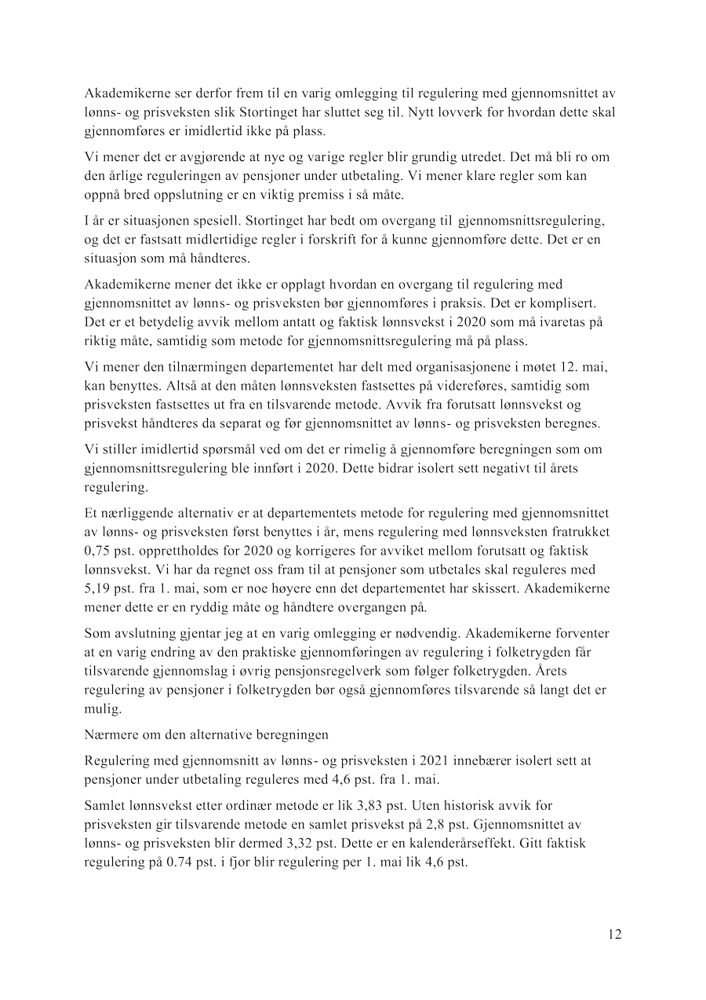 Akademikerne ser derfor frem til en varig omlegging til regulering med gjennomsnittet av
lønns- og prisveksten slik Stortinget har sluttet seg til. Nytt lovverk for hvordan dette skal
gjennomføres er imidlertid ikke på plass.
Vi mener det er avgjørende at nye og varige regler blir grundig utredet. Det må bli ro om
den årlige reguleringen av pensjoner under utbetaling. Vi mener klare regler som kan
oppnå bred oppslutning er en viktig premiss i så måte.
I år er situasjonen spesiell. Stortinget har bedt om overgang til gjennomsnittsregulering,
og det er fastsatt midlertidige regler i forskrift for å kunne gjennomføre dette. Det er en
situasjon som må håndteres.
Akademikerne mener det ikke er opplagt hvordan en overgang til regulering med
gjennomsnittet av lønns- og prisveksten bør gjennomføres i praksis. Det er komplisert.
Det er et betydelig avvik mellom antatt og faktisk lønnsvekst i 2020 som må ivaretas på
riktig måte, samtidig som metode for gjennomsnittsregulering må på plass.
Vi mener den tilnærmingen departementet har delt med organisasjonene i møtet 12. mai,
kan benyttes. Altså at den måten lønnsveksten fastsettes på videreføres, samtidig som
prisveksten fastsettes ut fra en tilsvarende metode. Avvik fra forutsatt lønnsvekst og
prisvekst håndteres da separat og før gjennomsnittet av lønns- og prisveksten beregnes.
Vi stiller imidlertid spørsmål ved om det er rimelig å gjennomføre beregningen som om
gjennomsnittsregulering ble innført i 2020. Dette bidrar isolert sett negativt til årets
regulering.
Et nærliggende alternativ er at departementets metode for regulering med gjennomsnittet
av lønns- og prisveksten først benyttes i år, mens regulering med lønnsveksten fratrukket
0,75 pst. opprettholdes for 2020 og korrigeres for avviket mellom forutsatt og faktisk
lønnsvekst. Vi har da regnet oss fram til at pensjoner som utbetales skal reguleres med
5,19 pst. fra 1. mai, som er noe høyere enn det departementet har skissert. Akademikerne
mener dette er en ryddig måte og håndtere overgangen på.
Som avslutning gjentar jeg at en varig omlegging er nødvendig. Akademikerne forventer
at en varig endring av den praktiske gjennomføringen av regulering i folketrygden får
tilsvarende gjennomslag i øvrig pensjonsregelverk som følger folketrygden. Årets
regulering av pensjoner i folketrygden bør også gjennomføres tilsvarende så langt det er
mulig.
Nærmere om den alternative beregningen
Regulering med gjennomsnitt av lønns- og prisveksten i 2021 innebærer isolert sett at
pensjoner under utbetaling reguleres med 4,6 pst. fra 1. mai.
Samlet lønnsvekst etter ordinær metode er lik 3,83 pst. Uten historisk avvik for
prisveksten gir tilsvarende metode en samlet prisvekst på 2,8 pst. Gjennomsnittet av
lønns- og prisveksten blir dermed 3,32 pst. Dette er en kalenderårseffekt. Gitt faktisk
regulering på 0.74 pst. i fjor blir regulering per 1. mai lik 4,6 pst.
12